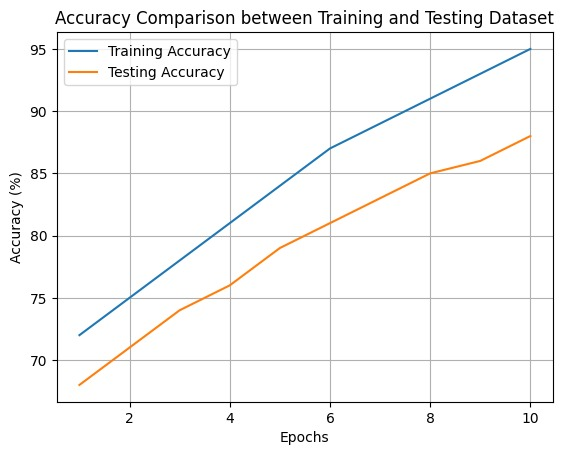 Accuracy Comparison between Training and Testing Dataset
Training Accuracy
Testing Accuracy
Accuracy (%)
95
90
85
80
75
70
2 4 6 8 10
Epochs